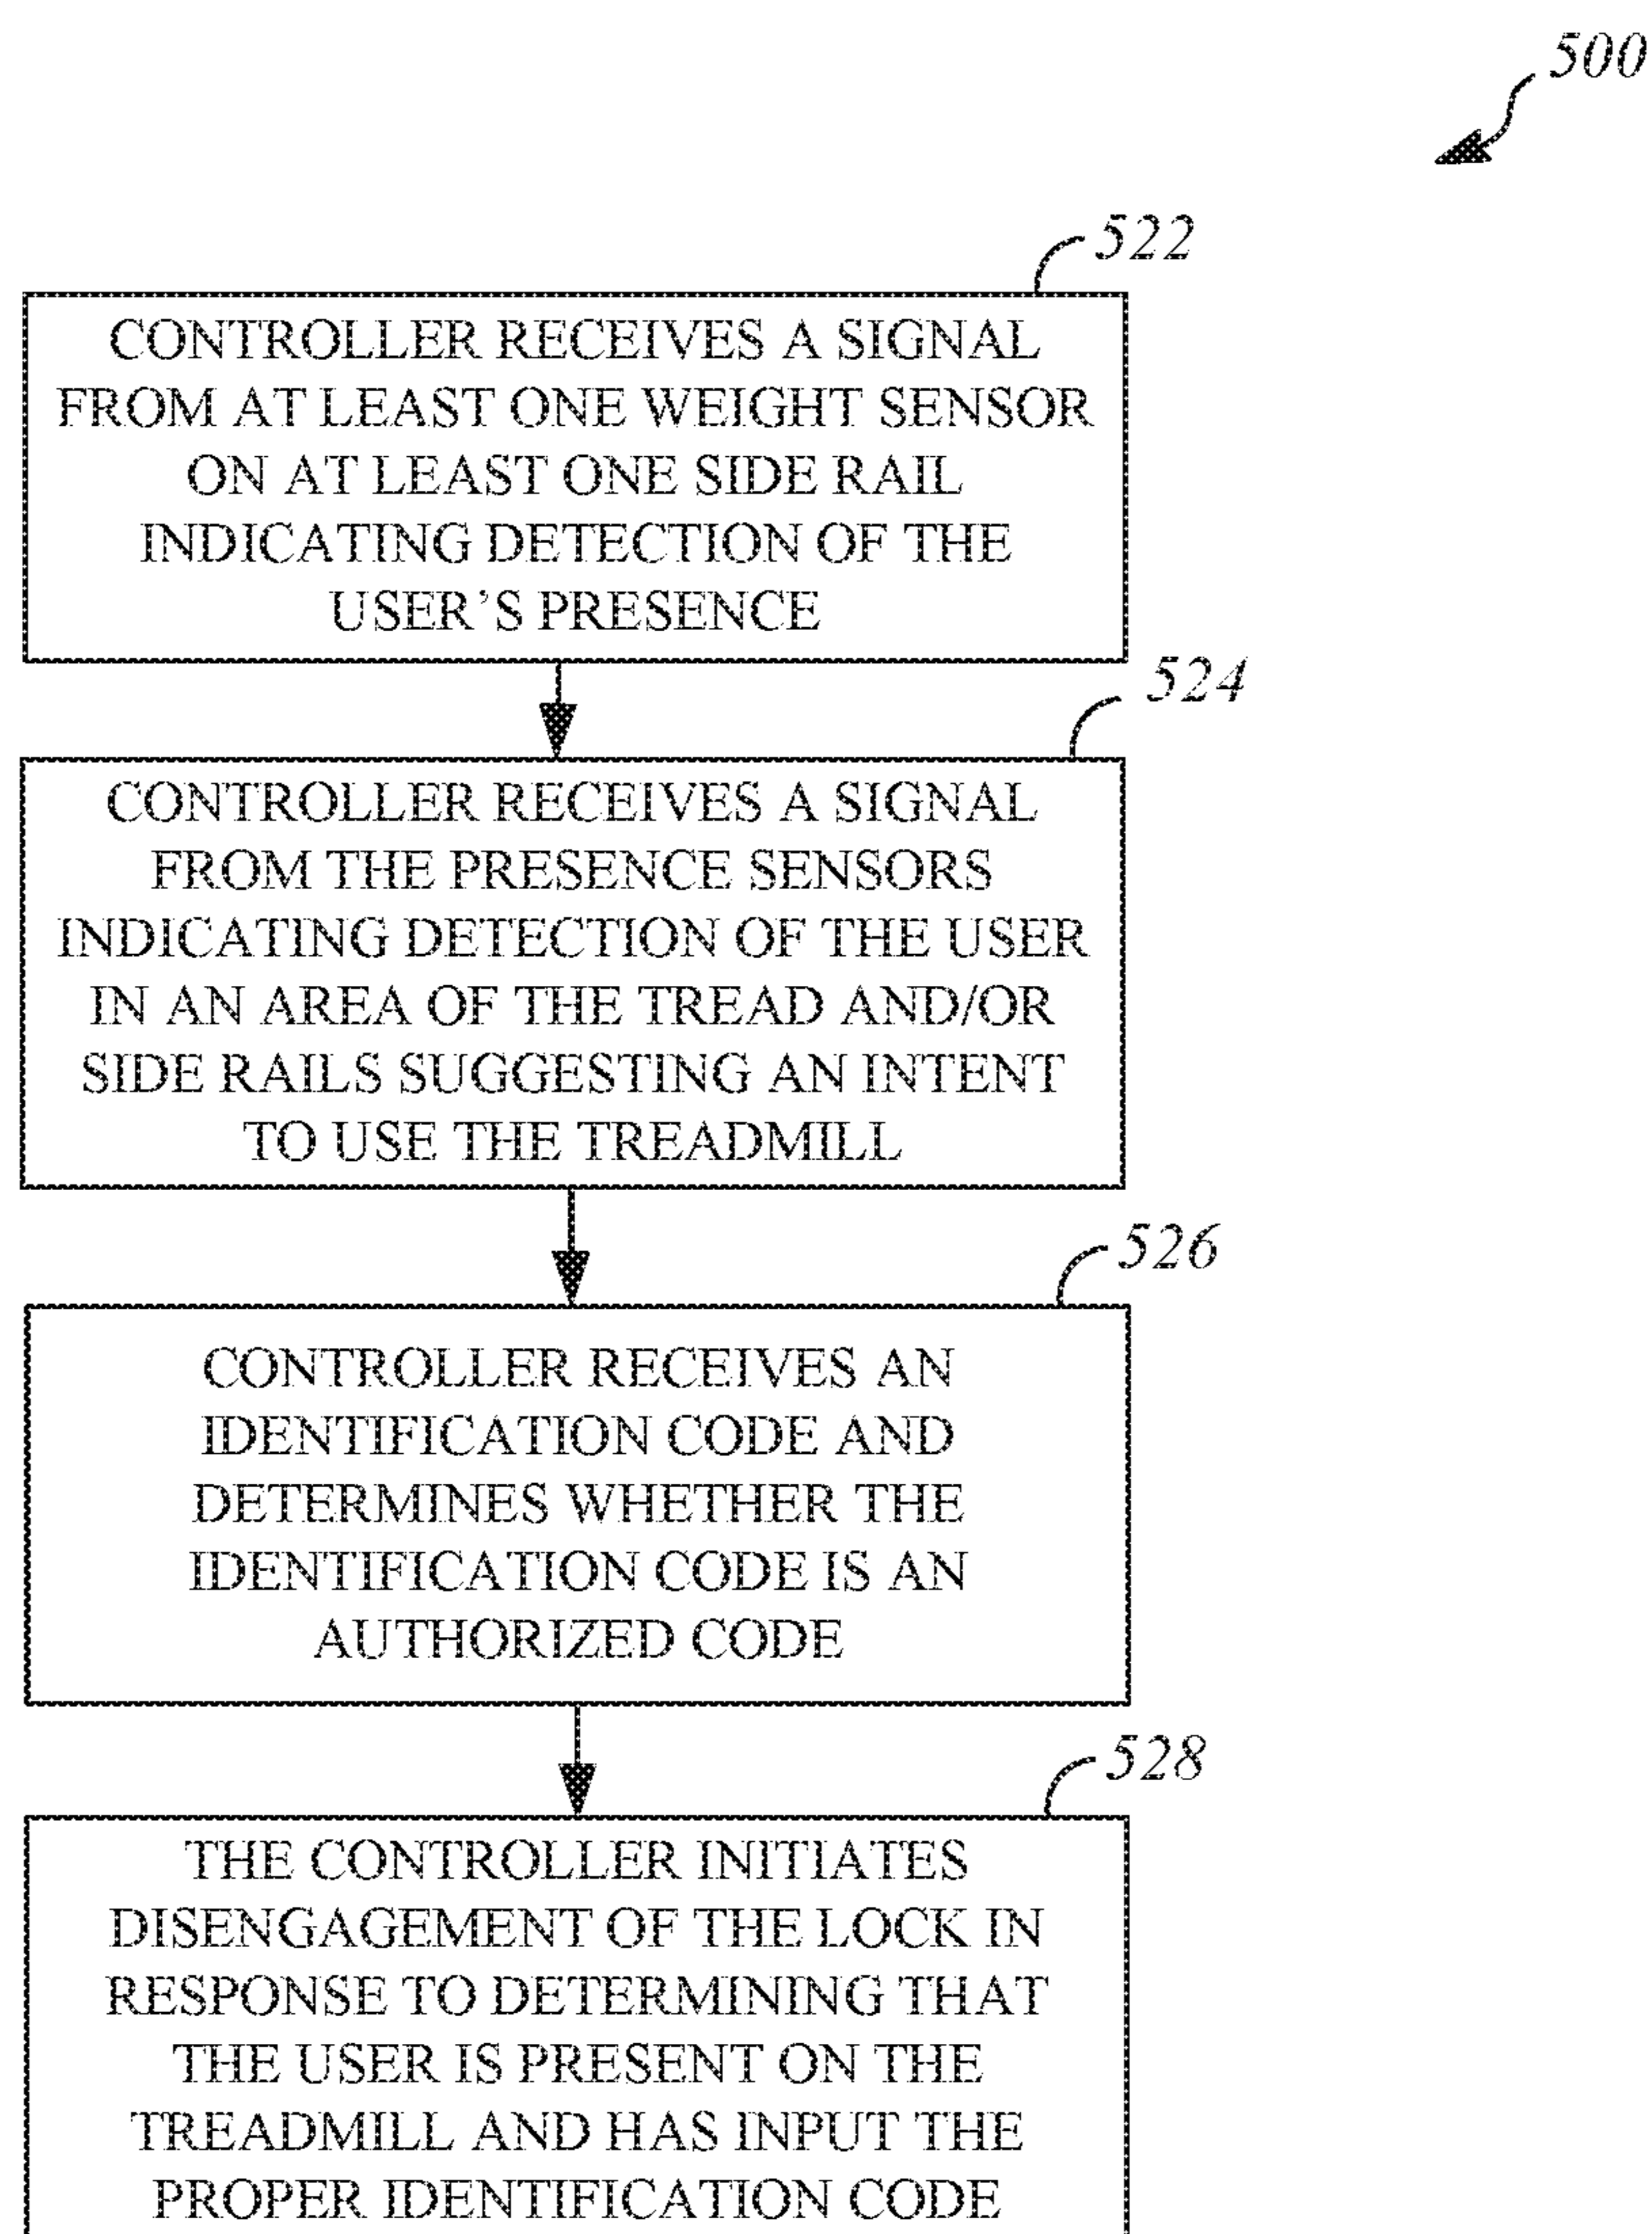 500
522
CONTROLLER RECEIVES A SIGNAL
FROM AT LEAST ONE WEIGHT SENSOR
ON AT LEAST ONE SIDE RAIL
INDICATING DETECTION OF THE
USER'S PRESENCE
524
CONTROLLER RECEIVES A SIGNAL
FROM THE PRESENCE SENSORS
INDICATING DETECTION OF THE USER
IN AN AREA OF THE TREAD AND/OR
SIDE RAILS SUGGESTING AN INTENT
TO USE THE TREADMILL
526
CONTROLLER RECEIVES AN
IDENTIFICATION CODE AND
DETERMINES WHETHER THE
IDENTIFICATION CODE IS AN
AUTHORIZED CODE
528
THE CONTROLLER INITIATES
DISENGAGEMENT OF THE LOCK IN
RESPONSE TO DETERMINING THAT
THE USER IS PRESENT ON THE
TREADMILL AND HAS INPUT THE
PROPER IDENTIFICATION CODE